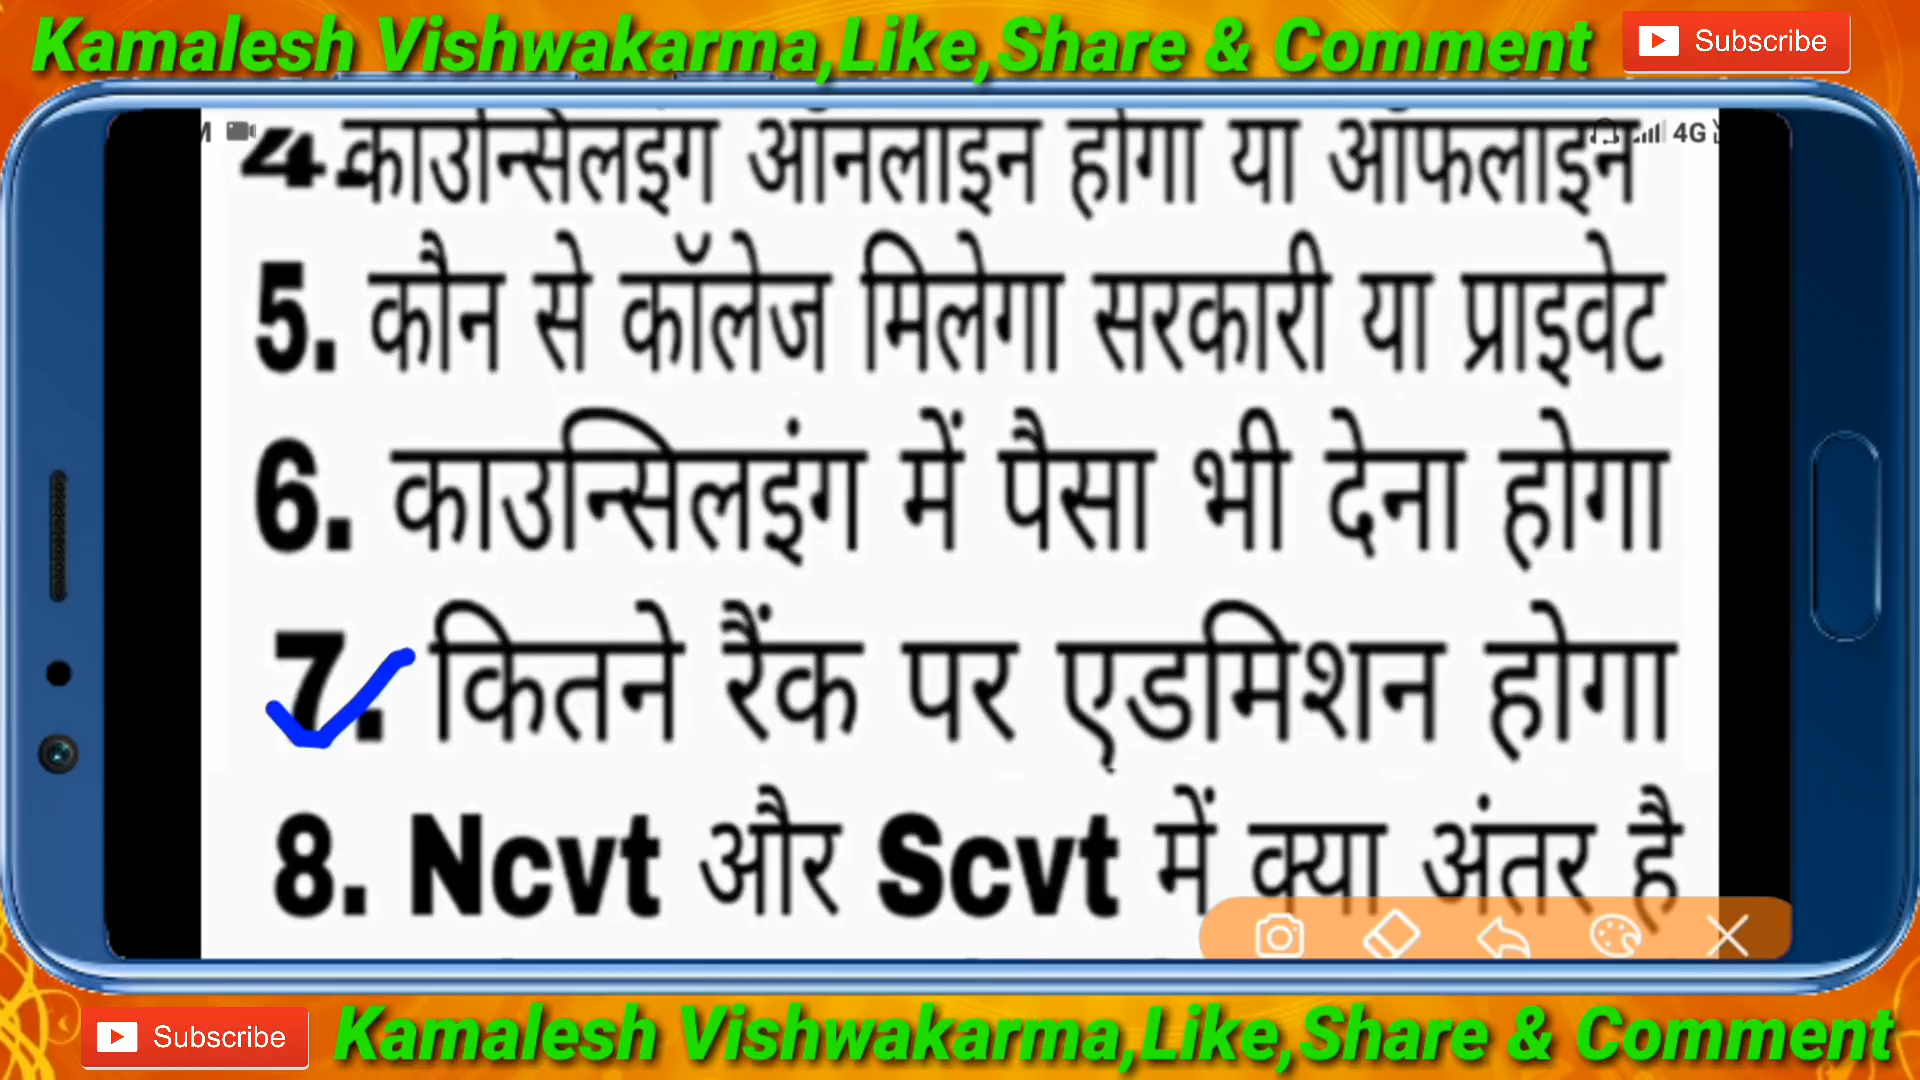 Kamalesh Vishwakarma,Like,Share & Comment
Subscribe
4G
4. काउन्सिलइंग ऑनलाइन होगा या ऑफलाइन
5. कौन से कॉलेज मिलेगा सरकारी या प्राइवेट
6. काउन्सिलइंग में पैसा भी देना होगा
7. कितने रैंक पर एडमिशन होगा
8. Ncvt और Scvt में क्या अंतर है
Subscribe
Kamalesh Vishwakarma,Like,Share & Comment